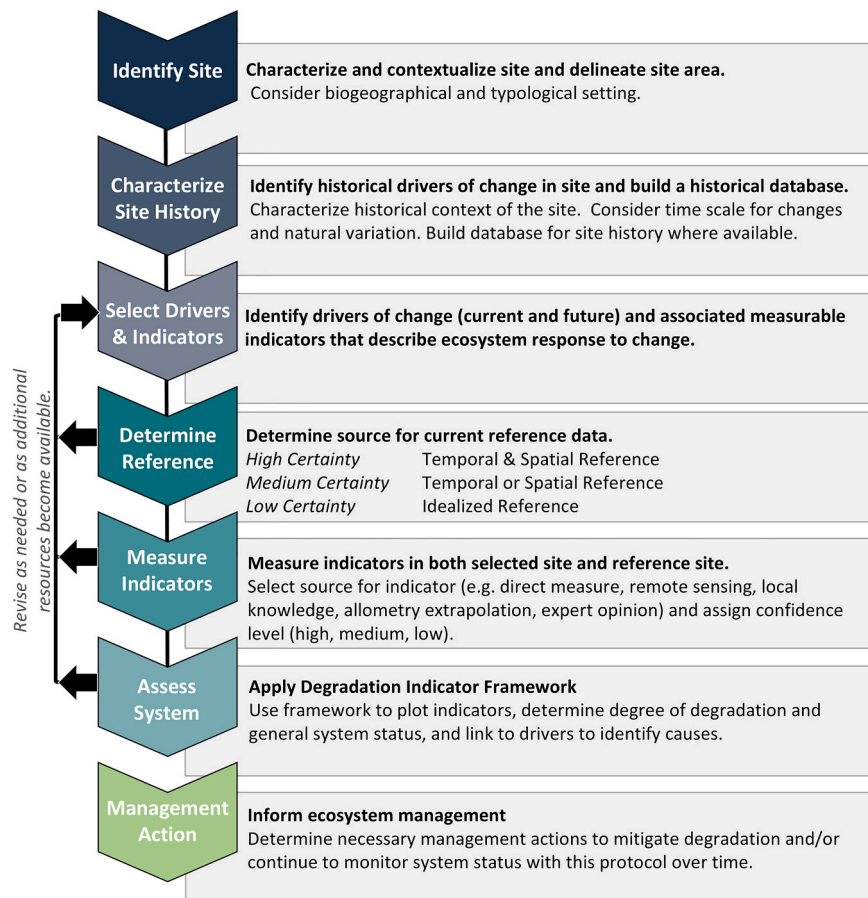 Identify Site
Characterize and contextualize site and delineate site area.
Consider biogeographical and typological setting.
Characterize
Site History
Identify historical drivers of change in site and build a historical database.
Characterize historical context of the site. Consider time scale for changes
and natural variation. Build database for site history where available.
Select Drivers
& Indicators
Identify drivers of change (current and future) and associated measurable
indicators that describe ecosystem response to change.
Revise as needed or as additional
resources become available.
Determine
Reference
Determine source for current reference data.
High Certainty Temporal & Spatial Reference
Medium Certainty Temporal or Spatial Reference
Low Certainty Idealized Reference
Measure
Indicators
Measure indicators in both selected site and reference site.
Select source for indicator (e.g. direct measure, remote sensing, local
knowledge, allometry extrapolation, expert opinion) and assign confidence
level (high, medium, low).
Assess
System
Apply Degradation Indicator Framework
Use framework to plot indicators, determine degree of degradation and
general system status, and link to drivers to identify causes.
Management
Action
Inform ecosystem management
Determine necessary management actions to mitigate degradation and/or
continue to monitor system status with this protocol over time.